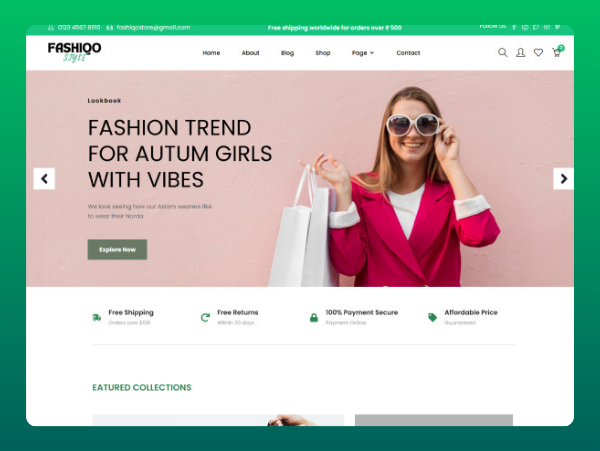 0123 4567 8910 fashiqostore@gmail.com Free shipping worldwide for orders over # 500 Follow US
FASHIQO
STYLE
Home About Blog Shop Page Contact
0
Lookbook
FASHION TREND
FOR AUTUM GIRLS
WITH VIBES
We love seeing how our Astom wearers like
to wear their Norda
Explore Now
Free Shipping
Orders over $100
Free Returns
Within 30 days
100% Payment Secure
Payment Online
Affordable Price
Guaranteed
EATURED COLLECTIONS